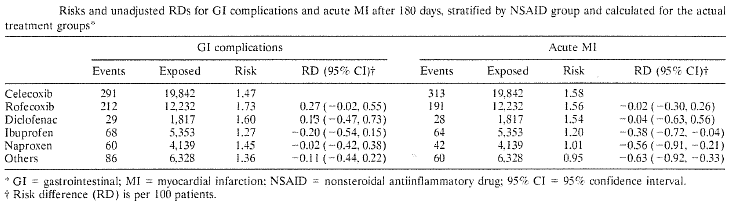 Risks and unadjusted RDs for GI complications and acute MI after 180 days, stratified by NSAID group and calculated for the actual
treatment groups*
GI complications Acute MI
Events Exposed Risk RD (95% CI)† Events Exposed Risk RD (95% CI)†
Celecoxib 291 19,842 1.47 313 19,842 1.58
Rofecoxib 212 12,232 1.73 0.27 (−0.02, 0.55) 191 12,232 1.56 −0.02 (−0.30, 0.26)
Diclofenac 29 1,817 1.60 0.13 (−0.47, 0.73) 28 1,817 1.54 −0.04 (−0.63, 0.56)
Ibuprofen 68 5,353 1.27 −0.20 (−0.54, 0.15) 64 5,353 1.20 −0.38 (−0.72, −0.04)
Naproxen 60 4,139 1.45 −0.02 (−0.42, 0.38) 42 4,139 1.01 −0.56 (−0.91, −0.21)
Others 86 6,328 1.36 −0.11 (−0.44, 0.22) 60 6,328 0.95 −0.63 (−0.92, −0.33)
* GI = gastrointestinal; MI = myocardial infarction; NSAID = nonsteroidal antiinflammatory drug; 95% CI = 95% confidence interval.
† Risk difference (RD) is per 100 patients.